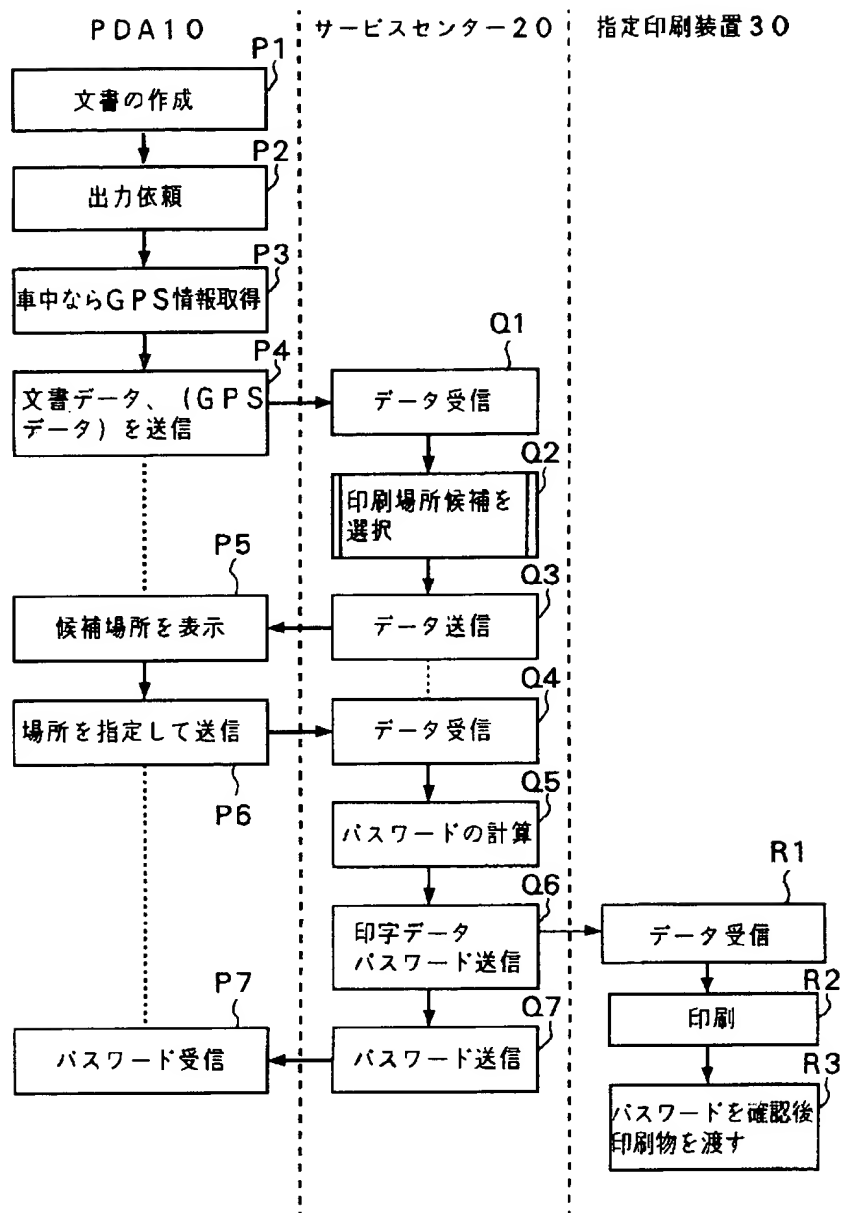 PDA10
サービスセンター20
指定印刷装置30
P1
文書の作成
P2
出力依頼
P3
車中ならGPS情報取得
P4
文書データ、(GPS
データ)を送信
Q1
データ受信
Q2
印刷場所候補を
選択
P5
候補場所を表示
Q3
データ送信
場所を指定して送信
P6
Q4
データ受信
Q5
パスワードの計算
Q6
印字データ
パスワード送信
R1
データ受信
R2
印刷
P7
パスワード受信
Q7
パスワード送信
R3
パスワードを確認後
印刷物を渡す